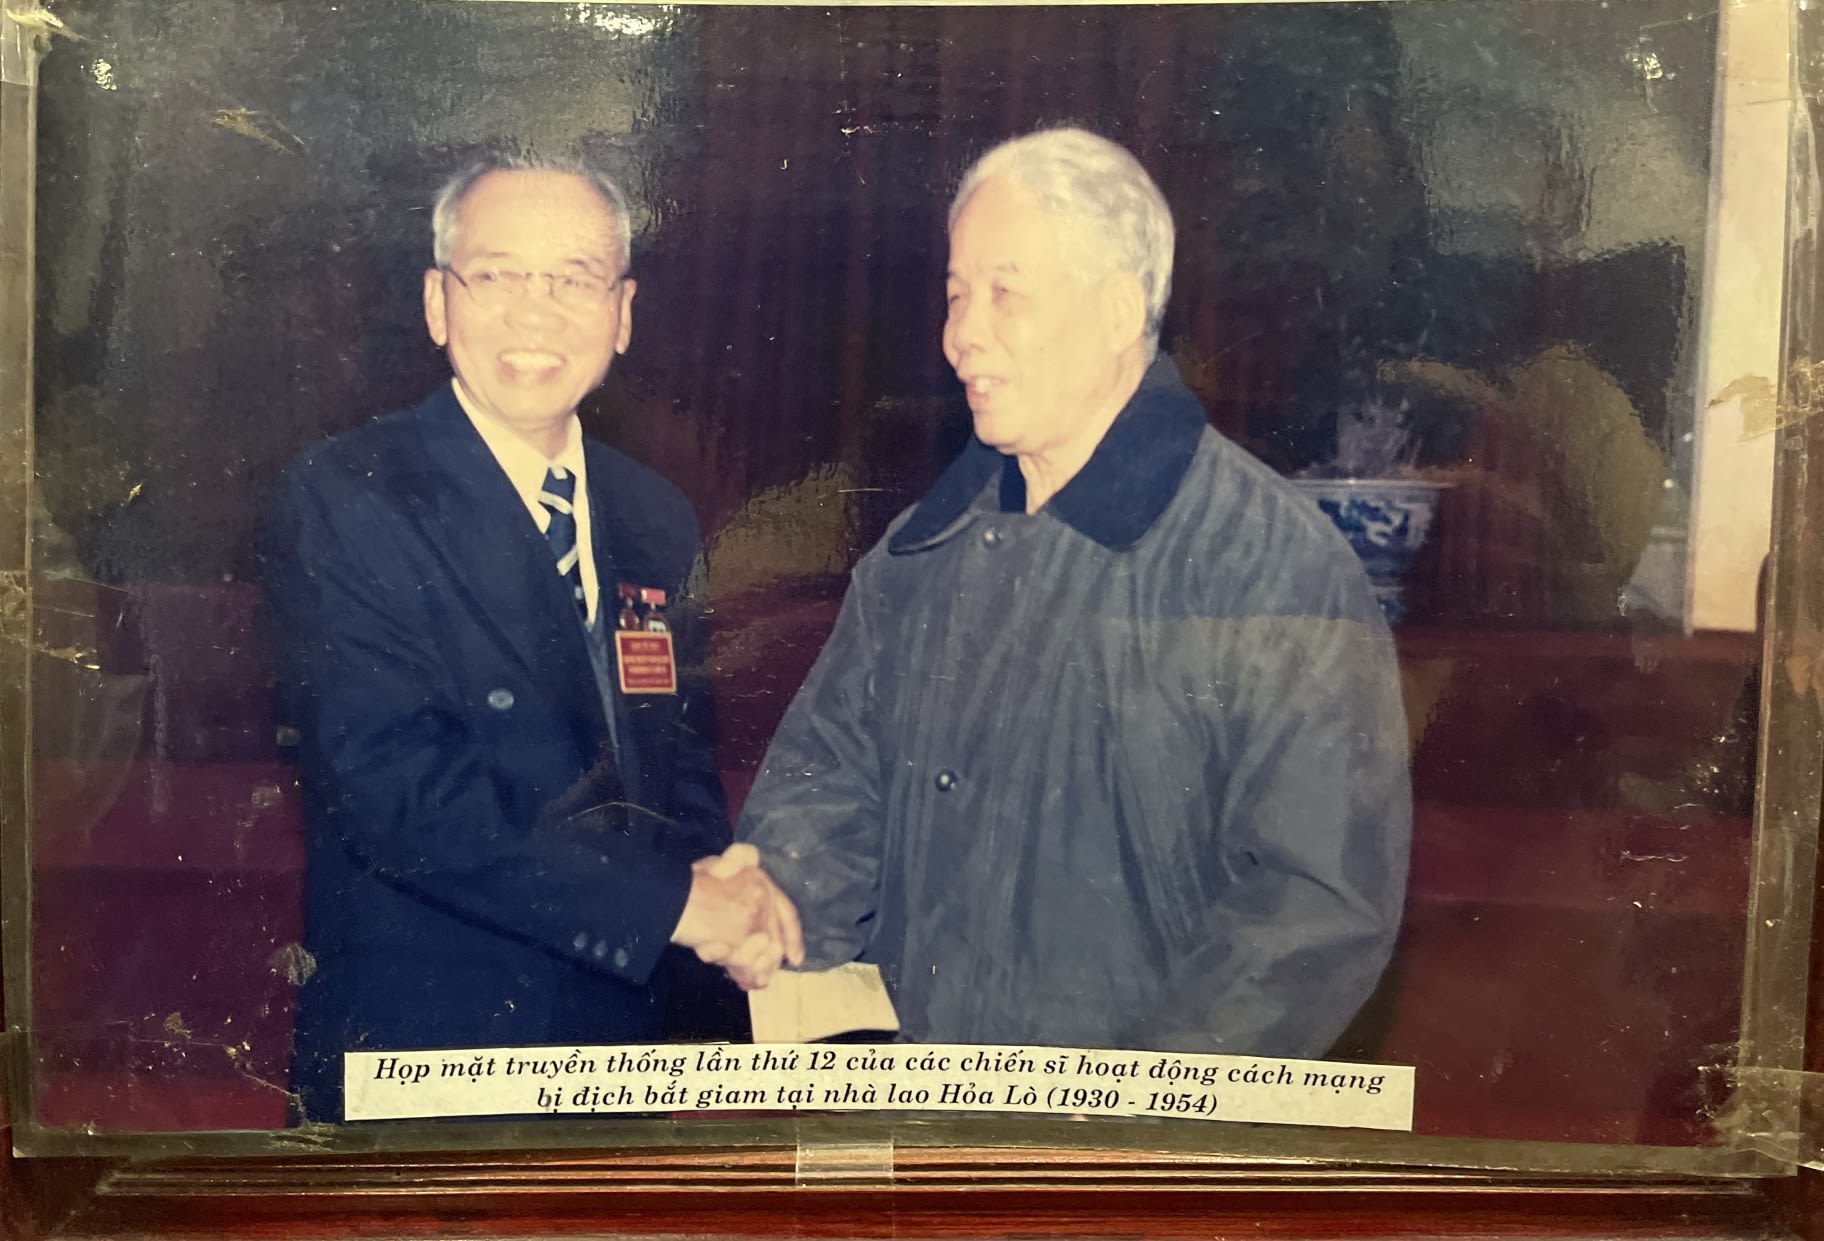 Họp mặt truyền thống lần thứ 12 của các chiến sĩ hoạt động cách mạng
bị địch bắt giam tại nhà lao Hỏa Lò (1930 - 1954)